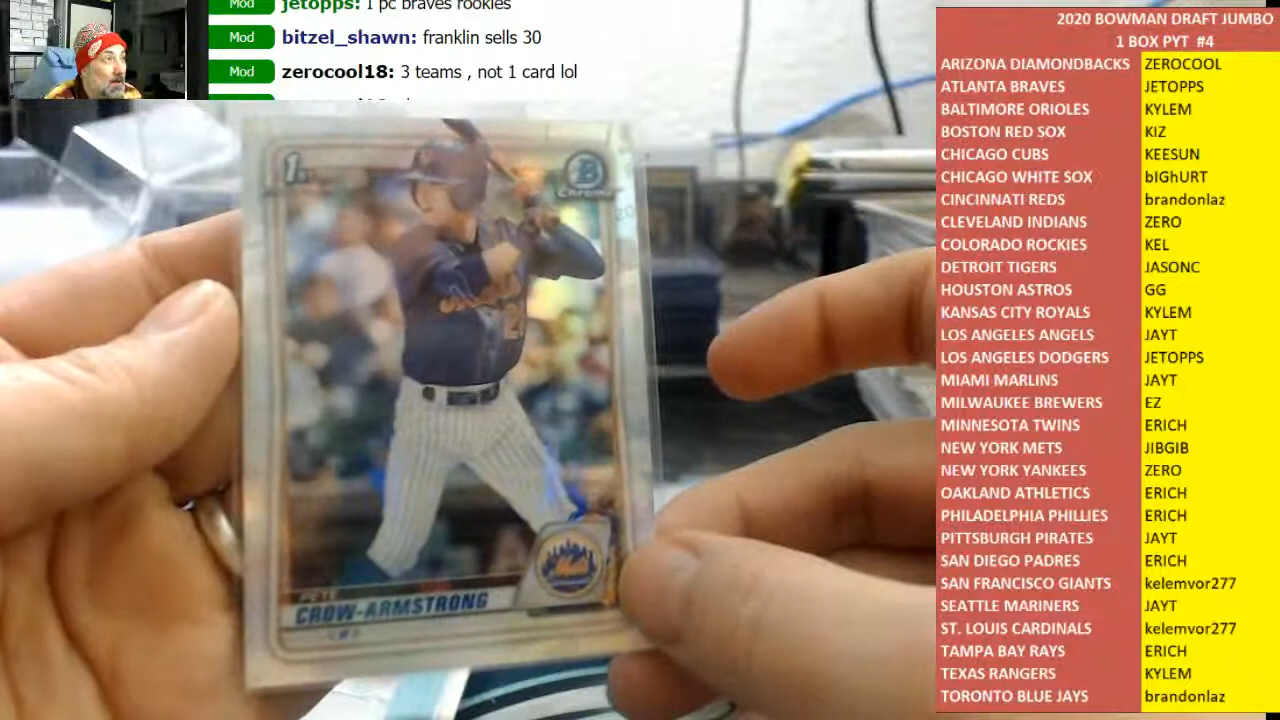 Mod jetopps: 1 pc braves rookies
Mod bitzel_shawn: franklin sells 30
Mod zerocool18: 3 teams , not 1 card lol
1st
B
CHROME
Mets
PETE
CROW-ARMSTRONG
2020 BOWMAN DRAFT JUMBO
1 BOX PYT #4
ARIZONA DIAMONDBACKS ZEROCOOL
ATLANTA BRAVES JETOPPS
BALTIMORE ORIOLES KYLEM
BOSTON RED SOX KIZ
CHICAGO CUBS KEESUN
CHICAGO WHITE SOX bIGhURT
CINCINNATI REDS brandonlaz
CLEVELAND INDIANS ZERO
COLORADO ROCKIES KEL
DETROIT TIGERS JASONC
HOUSTON ASTROS GG
KANSAS CITY ROYALS KYLEM
LOS ANGELES ANGELS JAYT
LOS ANGELES DODGERS JETOPPS
MIAMI MARLINS JAYT
MILWAUKEE BREWERS EZ
MINNESOTA TWINS ERICH
NEW YORK METS JIBGIB
NEW YORK YANKEES ZERO
OAKLAND ATHLETICS ERICH
PHILADELPHIA PHILLIES ERICH
PITTSBURGH PIRATES JAYT
SAN DIEGO PADRES ERICH
SAN FRANCISCO GIANTS kelemvor277
SEATTLE MARINERS JAYT
ST. LOUIS CARDINALS kelemvor277
TAMPA BAY RAYS ERICH
TEXAS RANGERS KYLEM
TORONTO BLUE JAYS brandonlaz